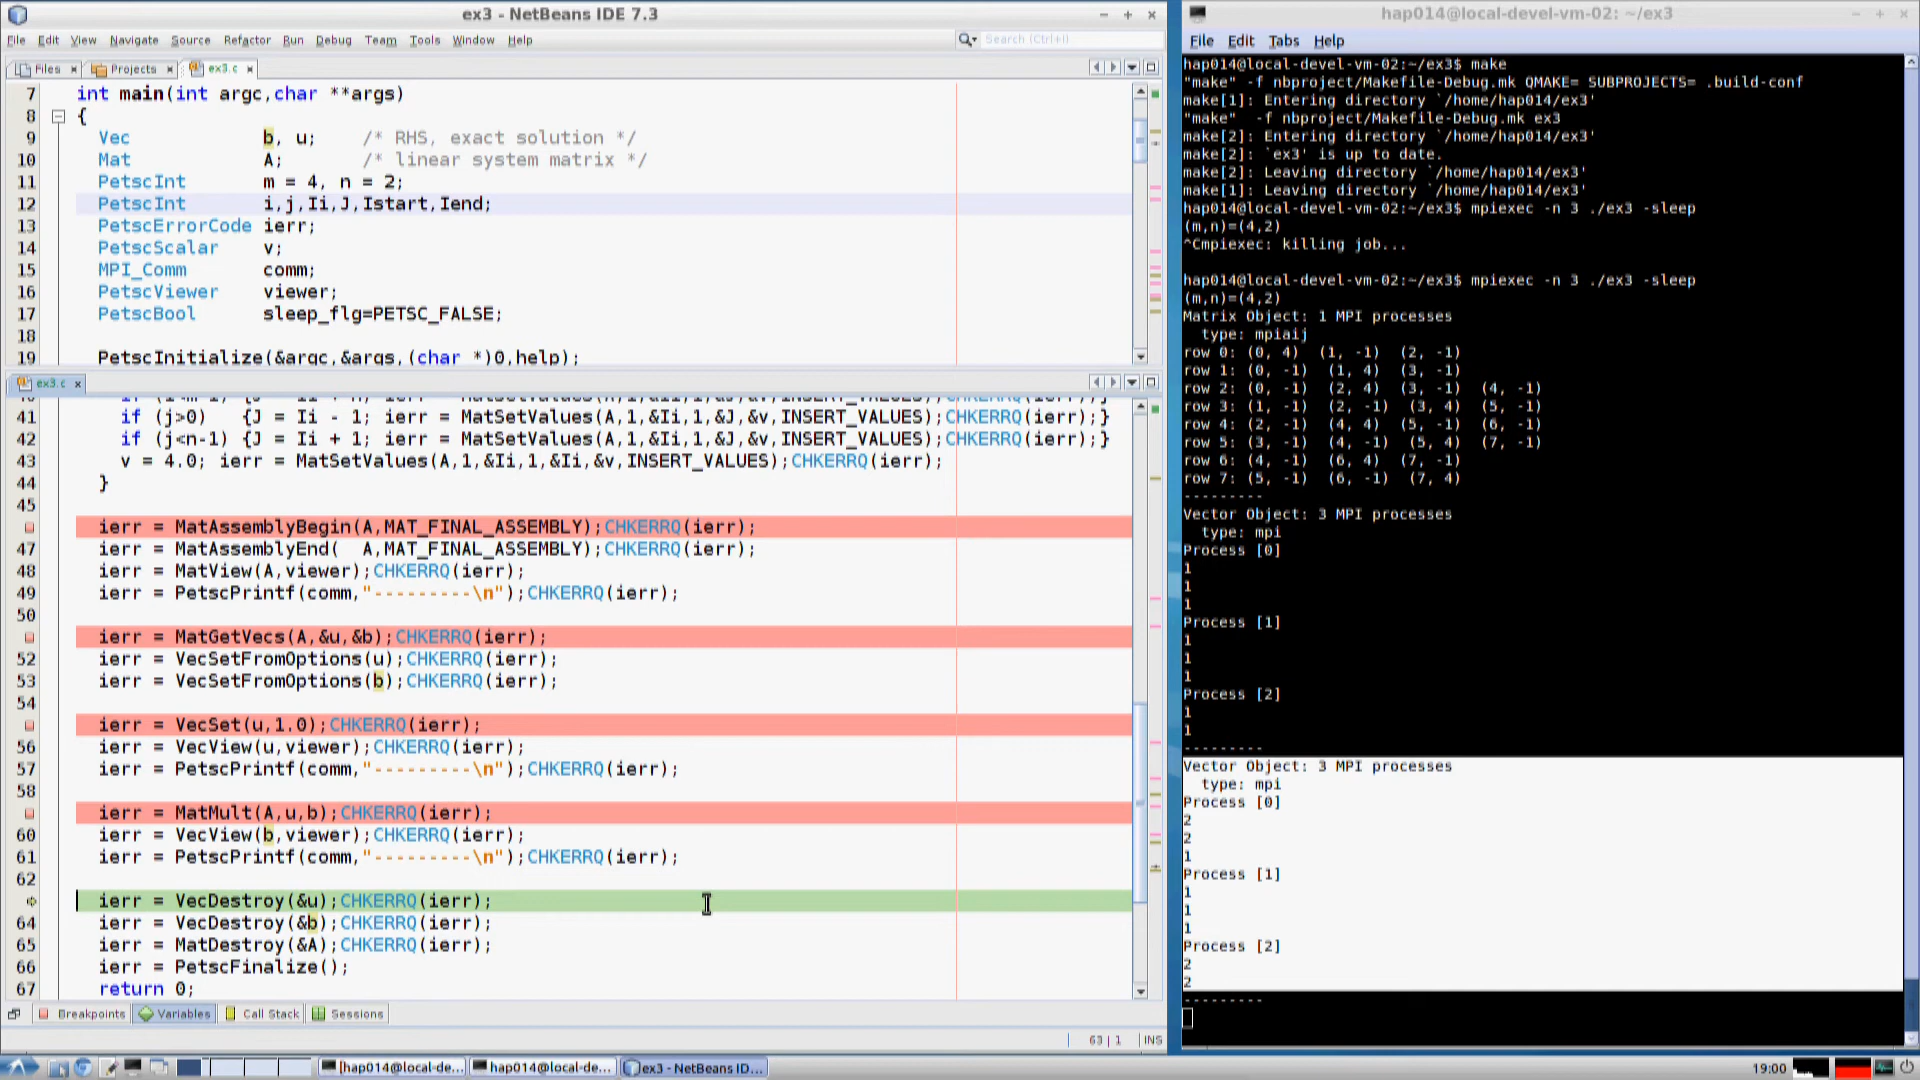 ex3 - NetBeans IDE 7.3
File Edit View Navigate Source Refactor Run Debug Team Tools Window Help
Search (Ctrl+I)
Files Projects ex3.c
7 int main(int argc,char **args)
8 {
9 Vec b, u; /* RHS, exact solution */
10 Mat A; /* linear system matrix */
11 PetscInt m = 4, n = 2;
12 PetscInt i,j,Ii,J,Istart,Iend;
13 PetscErrorCode ierr;
14 PetscScalar v;
15 MPI_Comm comm;
16 PetscViewer viewer;
17 PetscBool sleep_flg=PETSC_FALSE;
18
19 PetscInitialize(&argc,&args,(char *)0,help);
ex3.c
41 if (j>0) {J = Ii - 1; ierr = MatSetValues(A,1,&Ii,1,&J,&v,INSERT_VALUES);CHKERRQ(ierr);}
42 if (j<n-1) {J = Ii + 1; ierr = MatSetValues(A,1,&Ii,1,&J,&v,INSERT_VALUES);CHKERRQ(ierr);}
43 v = 4.0; ierr = MatSetValues(A,1,&Ii,1,&Ii,&v,INSERT_VALUES);CHKERRQ(ierr);
44 }
45
ierr = MatAssemblyBegin(A,MAT_FINAL_ASSEMBLY);CHKERRQ(ierr);
47 ierr = MatAssemblyEnd( A,MAT_FINAL_ASSEMBLY);CHKERRQ(ierr);
48 ierr = MatView(A,viewer);CHKERRQ(ierr);
49 ierr = PetscPrintf(comm,"---------\n");CHKERRQ(ierr);
50
ierr = MatGetVecs(A,&u,&b);CHKERRQ(ierr);
52 ierr = VecSetFromOptions(u);CHKERRQ(ierr);
53 ierr = VecSetFromOptions(b);CHKERRQ(ierr);
54
ierr = VecSet(u,1.0);CHKERRQ(ierr);
56 ierr = VecView(u,viewer);CHKERRQ(ierr);
57 ierr = PetscPrintf(comm,"---------\n");CHKERRQ(ierr);
58
ierr = MatMult(A,u,b);CHKERRQ(ierr);
60 ierr = VecView(b,viewer);CHKERRQ(ierr);
61 ierr = PetscPrintf(comm,"---------\n");CHKERRQ(ierr);
62
ierr = VecDestroy(&u);CHKERRQ(ierr);
64 ierr = VecDestroy(&b);CHKERRQ(ierr);
65 ierr = MatDestroy(&A);CHKERRQ(ierr);
66 ierr = PetscFinalize();
67 return 0;
Breakpoints Variables Call Stack Sessions
63|1 INS
hap014@local-devel-vm-02: ~/ex3
File Edit Tabs Help
hap014@local-devel-vm-02:~/ex3$ make
"make" -f nbproject/Makefile-Debug.mk QMAKE= SUBPROJECTS= .build-conf
make[1]: Entering directory `/home/hap014/ex3'
"make" -f nbproject/Makefile-Debug.mk ex3
make[2]: Entering directory `/home/hap014/ex3'
make[2]: `ex3' is up to date.
make[2]: Leaving directory `/home/hap014/ex3'
make[1]: Leaving directory `/home/hap014/ex3'
hap014@local-devel-vm-02:~/ex3$ mpiexec -n 3 ./ex3 -sleep
(m,n)=(4,2)
^Cmpiexec: killing job...
hap014@local-devel-vm-02:~/ex3$ mpiexec -n 3 ./ex3 -sleep
(m,n)=(4,2)
Matrix Object: 1 MPI processes
type: mpiaij
row 0: (0, 4) (1, -1) (2, -1)
row 1: (0, -1) (1, 4) (3, -1)
row 2: (0, -1) (2, 4) (3, -1) (4, -1)
row 3: (1, -1) (2, -1) (3, 4) (5, -1)
row 4: (2, -1) (4, 4) (5, -1) (6, -1)
row 5: (3, -1) (4, -1) (5, 4) (7, -1)
row 6: (4, -1) (6, 4) (7, -1)
row 7: (5, -1) (6, -1) (7, 4)
---------
Vector Object: 3 MPI processes
type: mpi
Process [0]
1
1
1
Process [1]
1
1
1
Process [2]
1
1
---------
Vector Object: 3 MPI processes
type: mpi
Process [0]
2
2
1
Process [1]
1
1
1
Process [2]
2
2
---------
[hap014@local-de... hap014@local-de... ex3 - NetBeans ID... 19:00